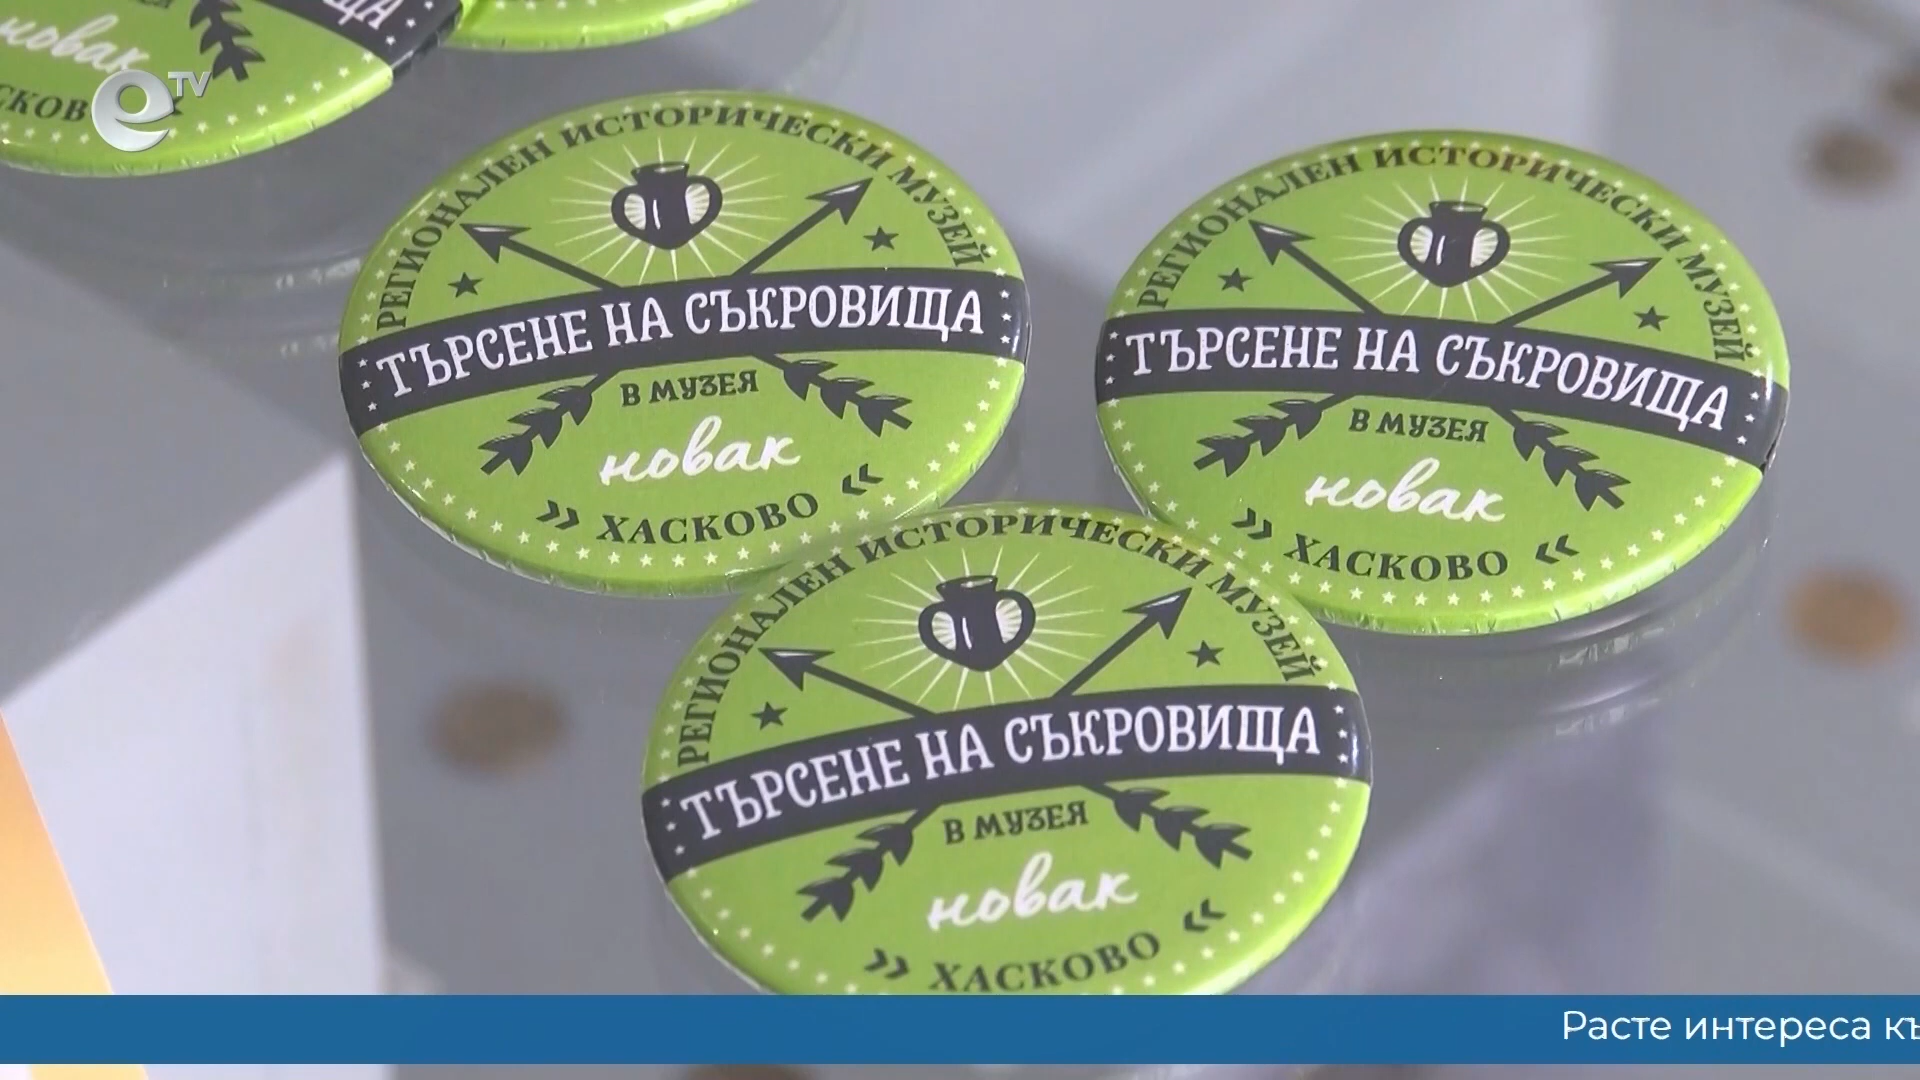 новак
eTV
РЕГИОНАЛЕН ИСТОРИЧЕСКИ МУЗЕЙ
ТЪРСЕНЕ НА СЪКРОВИЩА
В МУЗЕЯ
новак
ХАСКОВО
РЕГИОНАЛЕН ИСТОРИЧЕСКИ МУЗЕЙ
ТЪРСЕНЕ НА СЪКРОВИЩА
В МУЗЕЯ
новак
ХАСКОВО
РЕГИОНАЛЕН ИСТОРИЧЕСКИ МУЗЕЙ
ТЪРСЕНЕ НА СЪКРОВИЩА
В МУЗЕЯ
новак
ХАСКОВО
Расте интереса къ